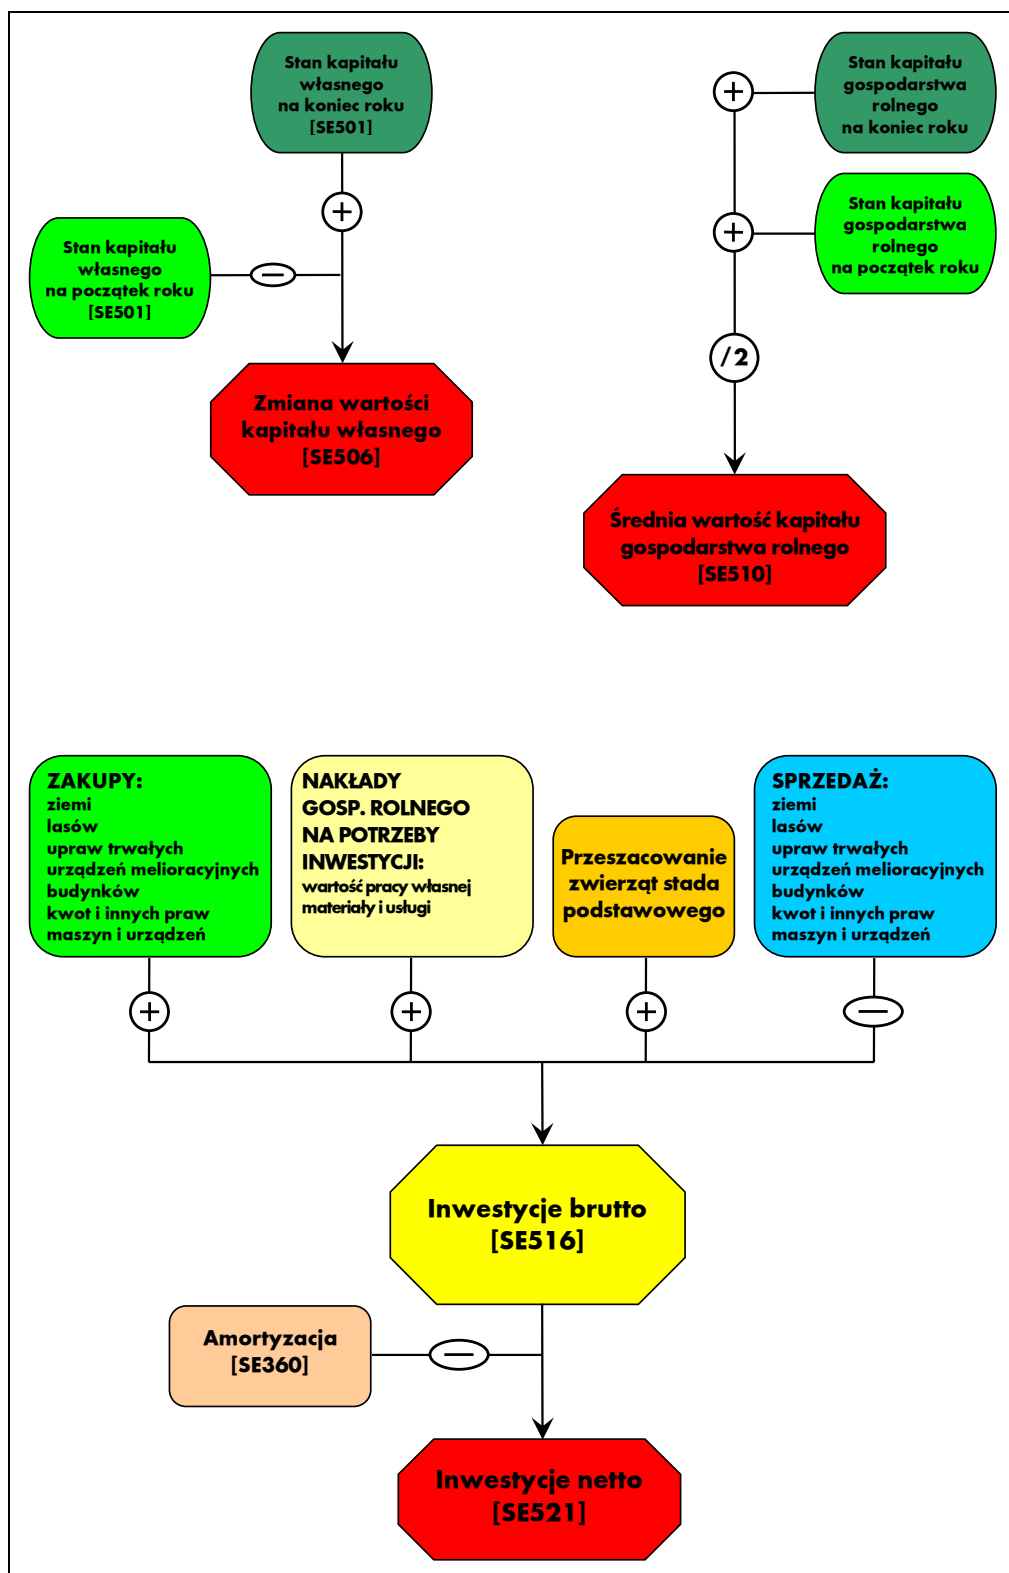 Stan kapitału
własnego
na koniec roku
[SE501]
+
Stan kapitału
własnego
na początek roku
[SE501]
−
Zmiana wartości
kapitału własnego
[SE506]
Stan kapitału
gospodarstwa
rolnego
na koniec roku
+
Stan kapitału
gospodarstwa
rolnego
na początek roku
+
/2
Średnia wartość kapitału
gospodarstwa rolnego
[SE510]
ZAKUPY:
ziemi
lasów
upraw trwałych
urządzeń melioracyjnych
budynków
kwot i innych praw
maszyn i urządzeń
NAKŁADY
GOSP. ROLNEGO
NA POTRZEBY
INWESTYCJI:
wartość pracy własnej
materiały i usługi
Przeszacowanie
zwierząt stada
podstawowego
SPRZEDAŻ:
ziemi
lasów
upraw trwałych
urządzeń melioracyjnych
budynków
kwot i innych praw
maszyn i urządzeń
+
+
+
−
Inwestycje brutto
[SE516]
Amortyzacja
[SE360]
−
Inwestycje netto
[SE521]